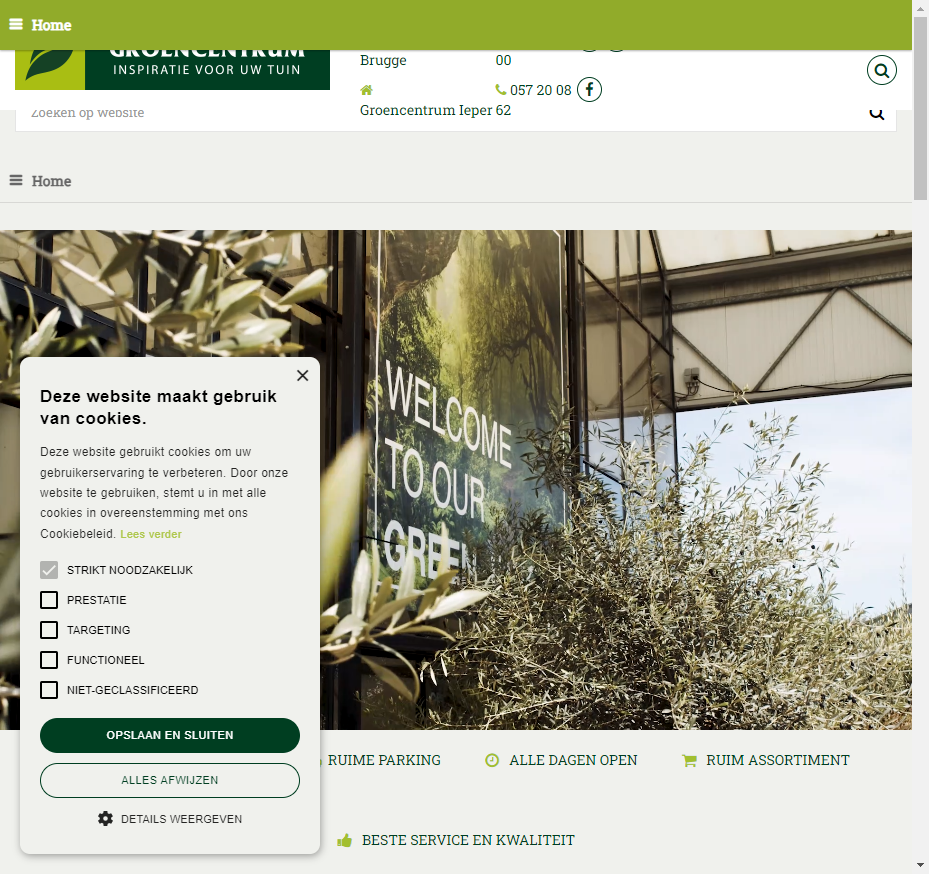 Home
GROENCENTRUM
INSPIRATIE VOOR UW TUIN
Brugge
00
057 20 08
Groencentrum Ieper 62
Zoeken op website
Home
WELCOME
TO OUR
GREEN
Deze website maakt gebruik
van cookies.
Deze website gebruikt cookies om uw
gebruikerservaring te verbeteren. Door onze
website te gebruiken, stemt u in met alle
cookies in overeenstemming met ons
Cookiebeleid. Lees verder
STRIKT NOODZAKELIJK
PRESTATIE
TARGETING
FUNCTIONEEL
NIET-GECLASSIFICEERD
OPSLAAN EN SLUITEN
ALLES AFWIJZEN
DETAILS WEERGEVEN
RUIME PARKING
ALLE DAGEN OPEN
RUIM ASSORTIMENT
BESTE SERVICE EN KWALITEIT